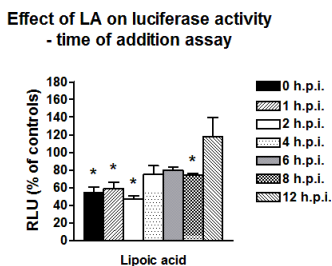 Effect of LA on luciferase activity
- time of addition assay
RLU (% of controls)
180
160
140
120
100
80
60
40
20
0
* * * *
Lipoic acid
0 h.p.i.
1 h.p.i.
2 h.p.i.
4 h.p.i.
6 h.p.i.
8 h.p.i.
12 h.p.i.